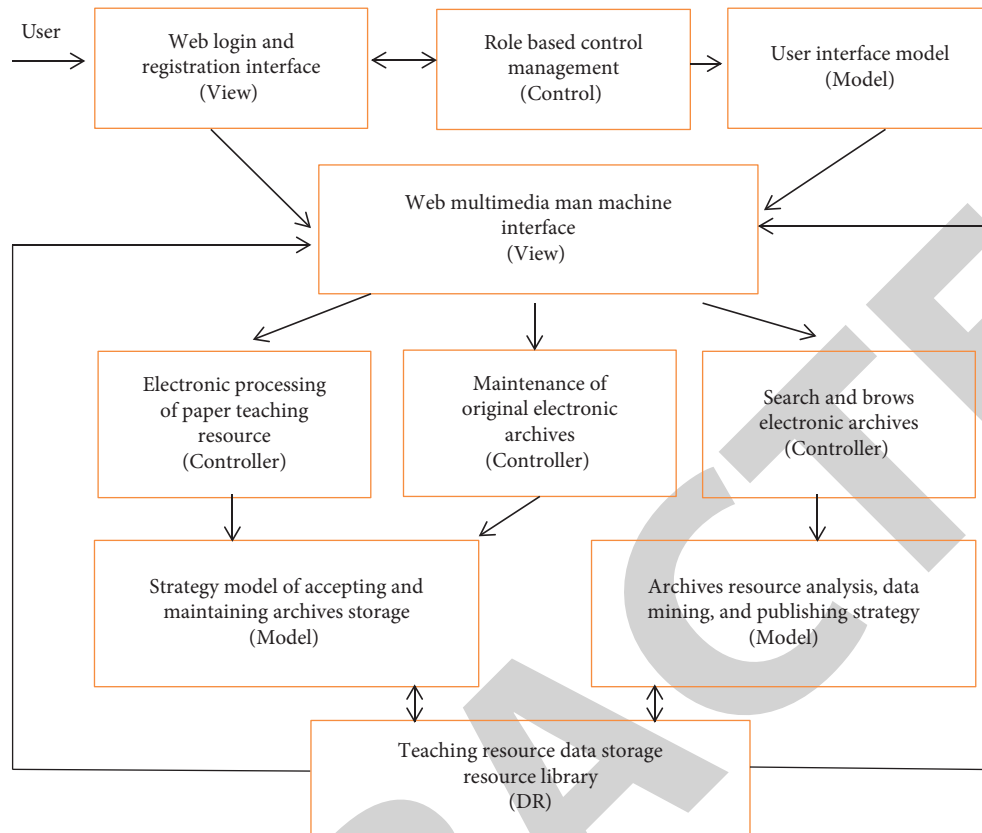 User
Web login and
registration interface
(View)
Role based control
management
(Control)
User interface model
(Model)
Web multimedia man machine
interface
(View)
Electronic processing
of paper teaching
resource
(Controller)
Maintenance of
original electronic
archives
(Controller)
Search and brows
electronic archives
(Controller)
Strategy model of accepting and
maintaining archives storage
(Model)
Archives resource analysis, data
mining, and publishing strategy
(Model)
Teaching resource data storage
resource library
(DR)